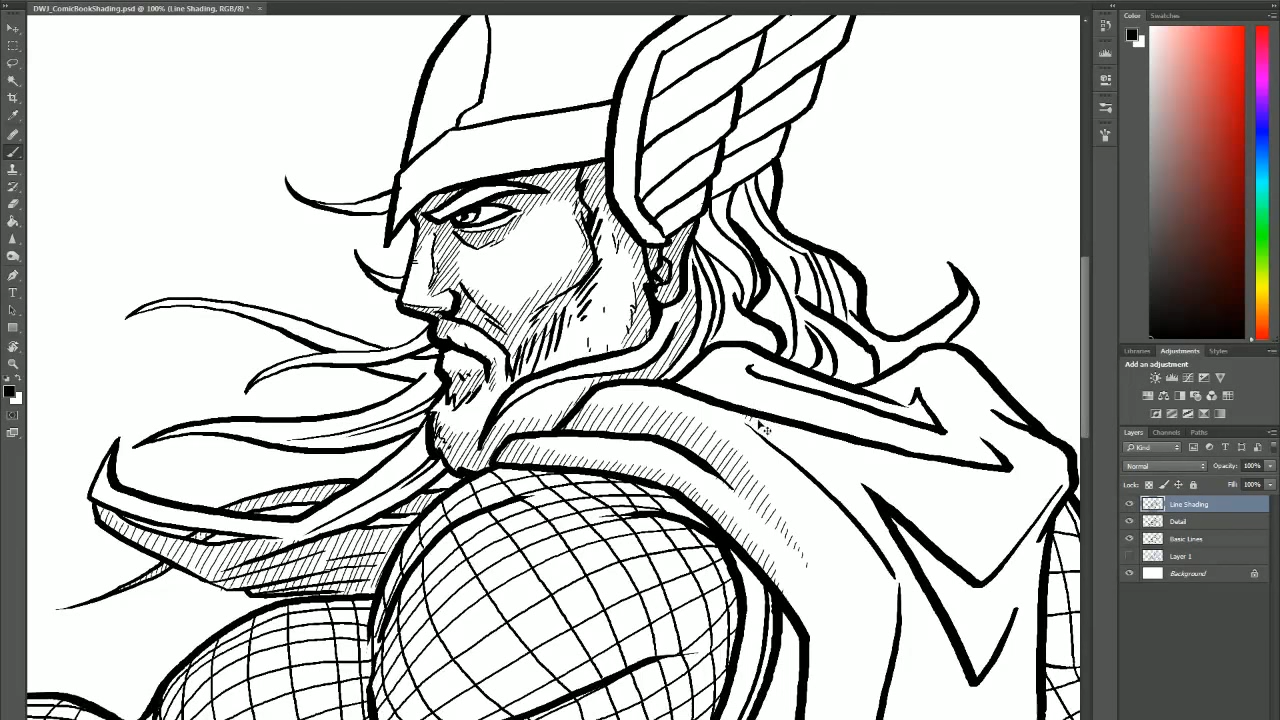 DWJ_ComicBookShading.psd @ 100% (Line Shading, RGB/8) * ×
Color Swatches
Libraries Adjustments Styles
Add an adjustment
Layers Channels Paths
Kind
Normal Opacity: 100%
Lock: Fill: 100%
Line Shading
Detail
Basic Lines
Layer 1
Background